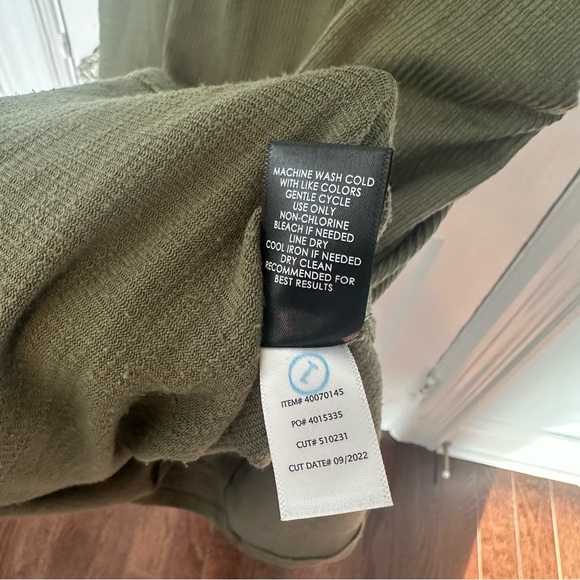 MACHINE WASH COLD
WITH LIKE COLORS
GENTLE CYCLE
USE ONLY
NON-CHLORINE
BLEACH IF NEEDED
LINE DRY
COOL IRON IF NEEDED
DRY CLEAN
RECOMMENDED FOR
BEST RESULTS
1
ITEM# 40070145
PO# 4015335
CUT# 510231
CUT DATE# 09/2022